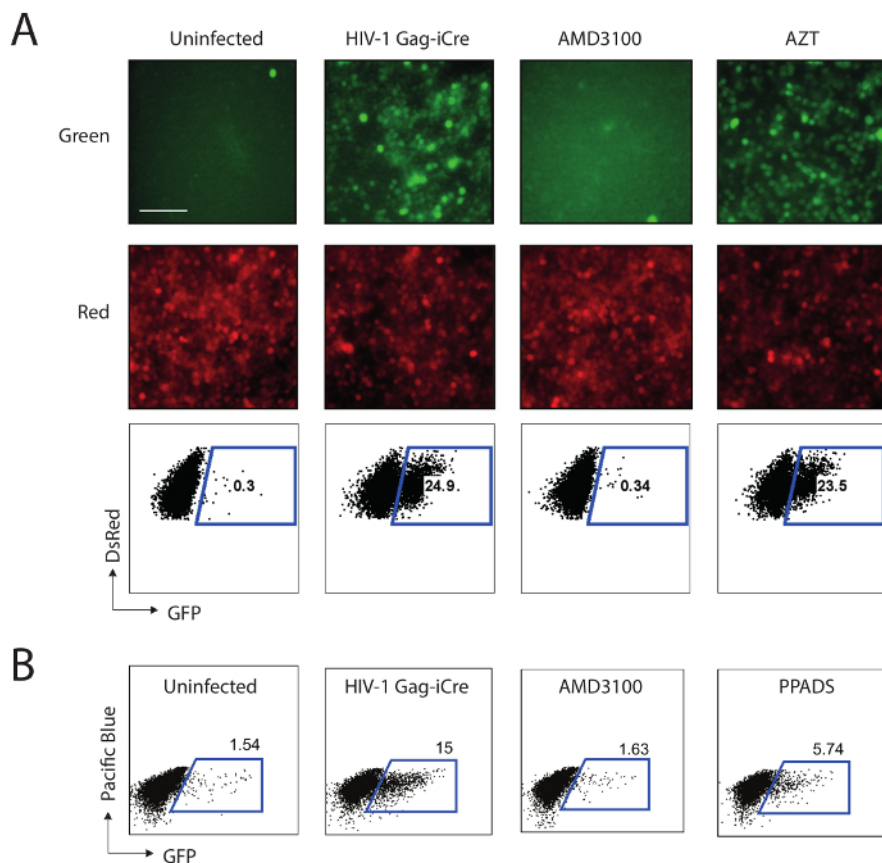 A
Uninfected HIV-1 Gag-iCre AMD3100 AZT
Green
Red
0.3 24.9. 0.34 23.5
DsRed
GFP
B
Uninfected HIV-1 Gag-iCre AMD3100 PPADS
1.54 15 1.63 5.74
Pacific Blue
GFP